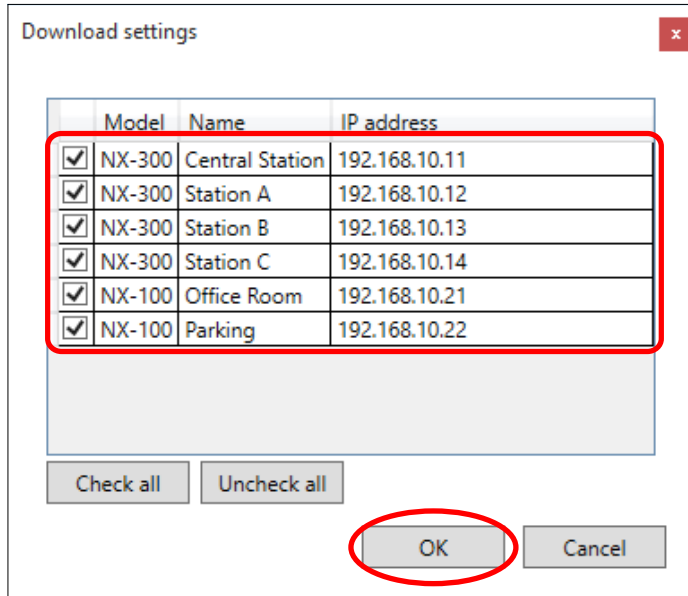 Download settings
x
Model Name IP address
NX-300 Central Station 192.168.10.11
NX-300 Station A 192.168.10.12
NX-300 Station B 192.168.10.13
NX-300 Station C 192.168.10.14
NX-100 Office Room 192.168.10.21
NX-100 Parking 192.168.10.22
Check all Uncheck all
OK Cancel